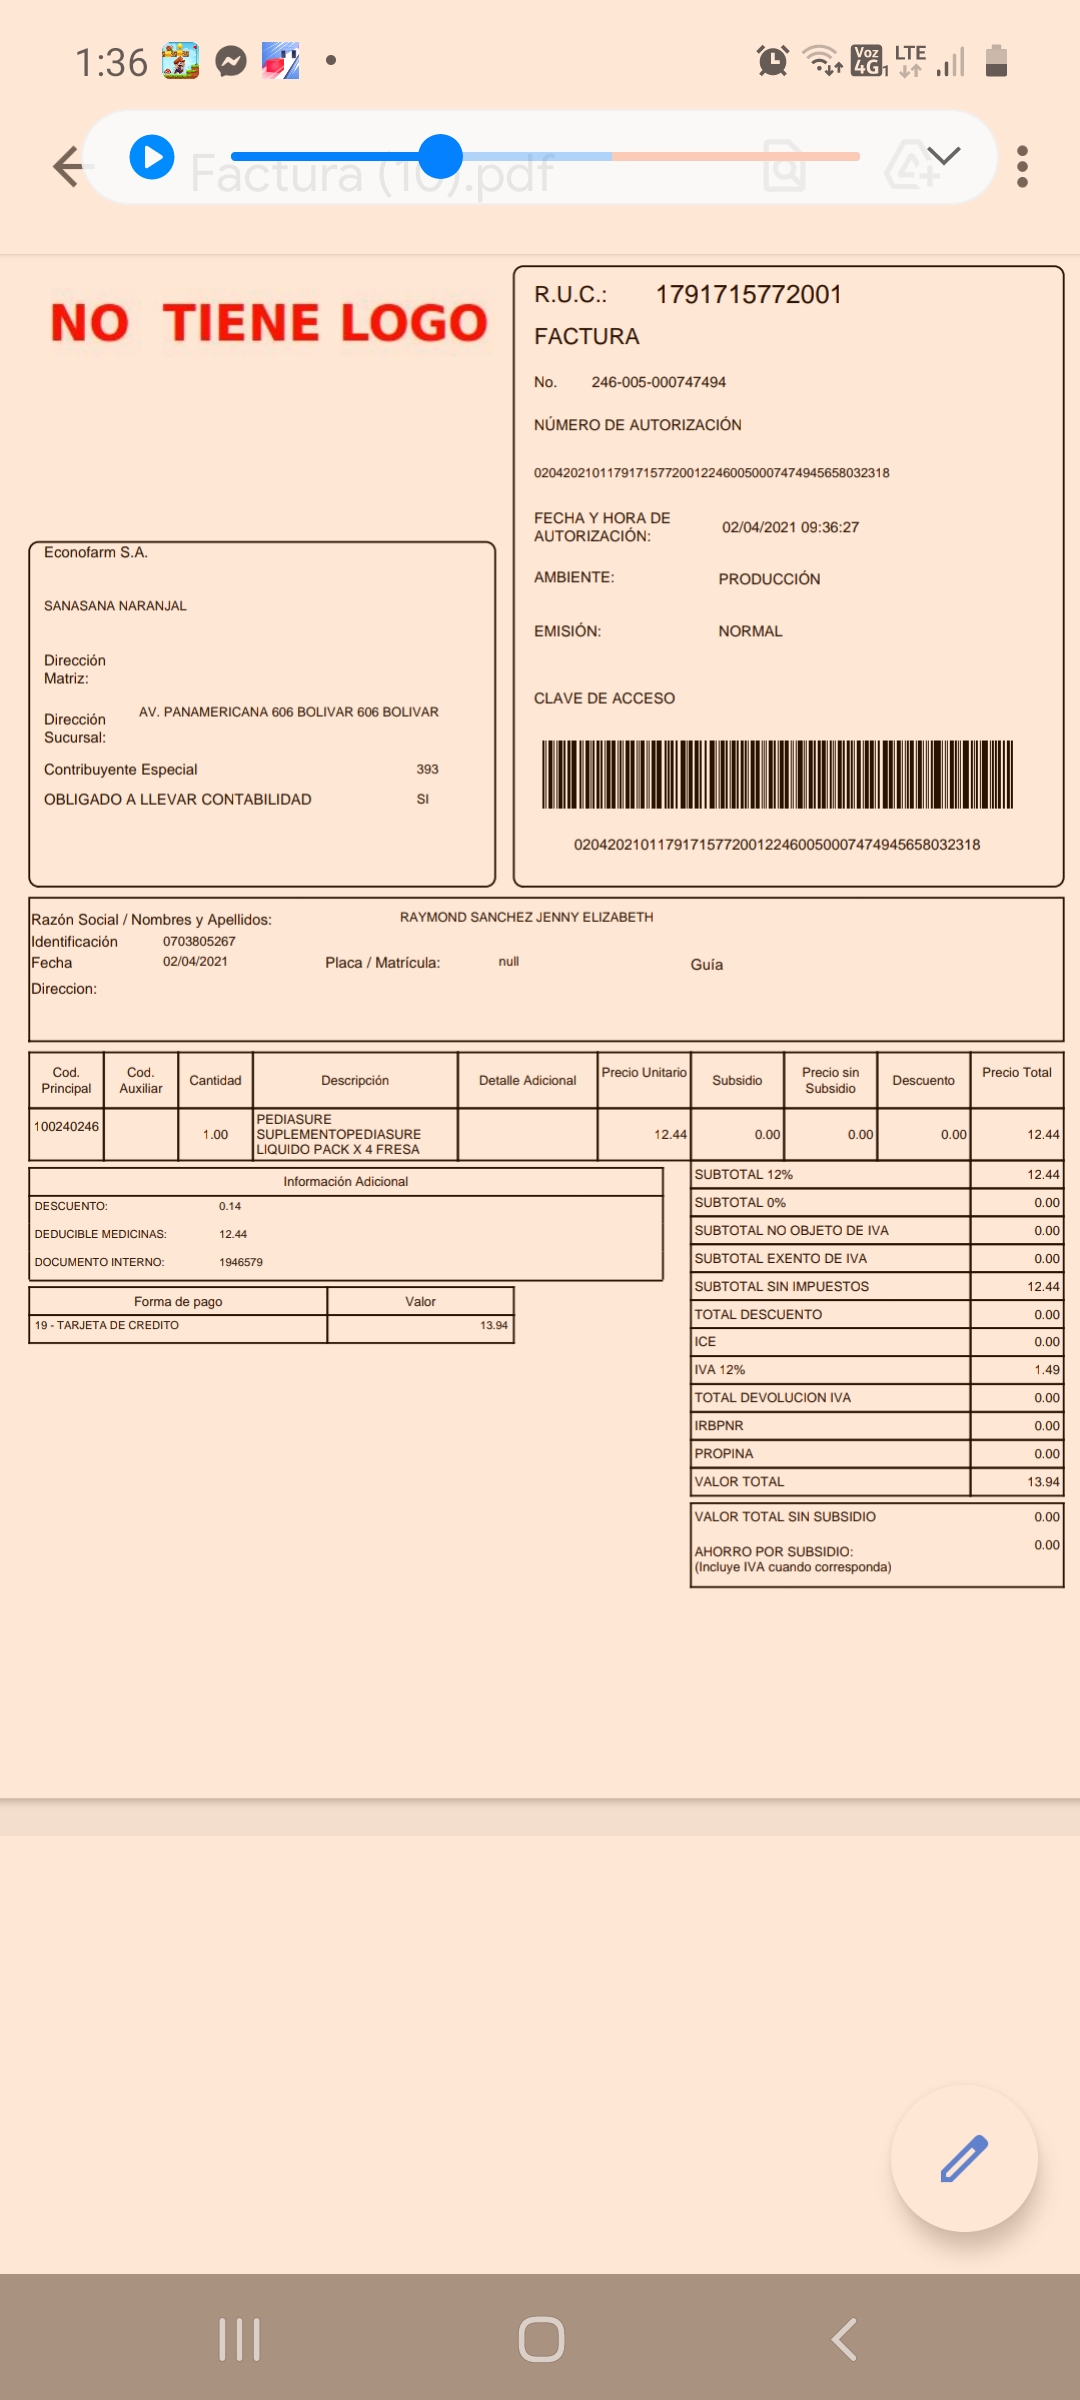 1:36
Voz
4G 1
LTE
Factura (10).pdf
NO TIENE LOGO
R.U.C.: 1791715772001
FACTURA
No. 246-005-000747494
NÚMERO DE AUTORIZACIÓN
0204202101179171577200122460050007474945658032318
FECHA Y HORA DE
AUTORIZACIÓN: 02/04/2021 09:36:27
AMBIENTE: PRODUCCIÓN
EMISIÓN: NORMAL
CLAVE DE ACCESO
0204202101179171577200122460050007474945658032318
Econofarm S.A.
SANASANA NARANJAL
Dirección
Matriz:
Dirección
Sucursal: AV. PANAMERICANA 606 BOLIVAR 606 BOLIVAR
Contribuyente Especial 393
OBLIGADO A LLEVAR CONTABILIDAD SI
Razón Social / Nombres y Apellidos: RAYMOND SANCHEZ JENNY ELIZABETH
Identificación 0703805267
Fecha 02/04/2021 Placa / Matrícula: null Guía
Direccion:
Cod. Principal Cod. Auxiliar Cantidad Descripción Detalle Adicional Precio Unitario Subsidio Precio sin Subsidio Descuento Precio Total
100240246 1.00 PEDIASURE SUPLEMENTOPEDIASURE LIQUIDO PACK X 4 FRESA 12.44 0.00 0.00 0.00 12.44
Información Adicional
DESCUENTO: 0.14
DEDUCIBLE MEDICINAS: 12.44
DOCUMENTO INTERNO: 1946579
Forma de pago Valor
19 - TARJETA DE CREDITO 13.94
SUBTOTAL 12% 12.44
SUBTOTAL 0% 0.00
SUBTOTAL NO OBJETO DE IVA 0.00
SUBTOTAL EXENTO DE IVA 0.00
SUBTOTAL SIN IMPUESTOS 12.44
TOTAL DESCUENTO 0.00
ICE 0.00
IVA 12% 1.49
TOTAL DEVOLUCION IVA 0.00
IRBPNR 0.00
PROPINA 0.00
VALOR TOTAL 13.94
VALOR TOTAL SIN SUBSIDIO 0.00
AHORRO POR SUBSIDIO: 0.00
(Incluye IVA cuando corresponda)